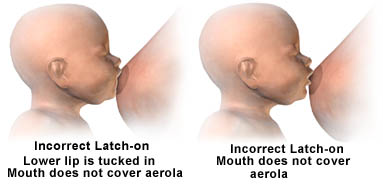 Incorrect Latch-on
Lower lip is tucked in
Mouth does not cover aerola
Incorrect Latch-on
Mouth does not cover
aerola